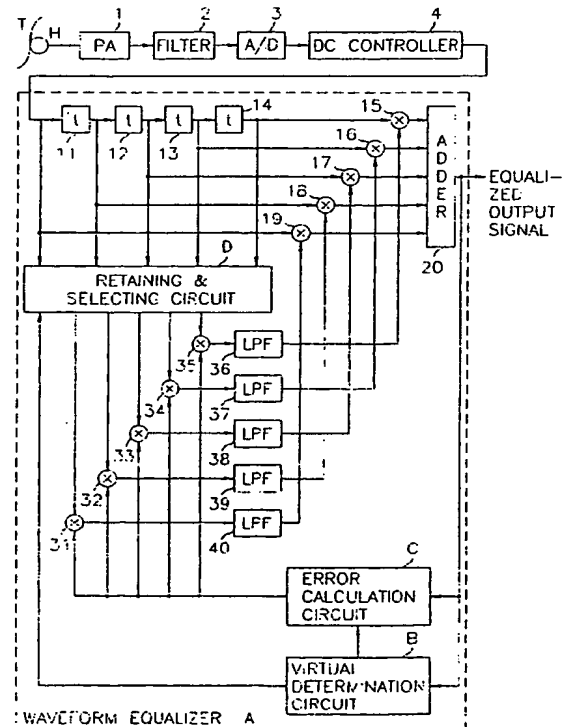 T H 1 2 3 4
PA FILTER A/D DC CONTROLLER
14 15
t t t t
11 12 13
16
17
18
19
ADDER
20
EQUALI-
ZED
OUTPUT
SIGNAL
D
RETAINING &
SELECTING CIRCUIT
35 LPF
36
34 LPF
37
33 LPF
38
32 LPF
39
31 LPF
40
C
ERROR
CALCULATION
CIRCUIT
B
VIRTUAL
DETERMINATION
CIRCUIT
WAVEFORM EQUALIZER A